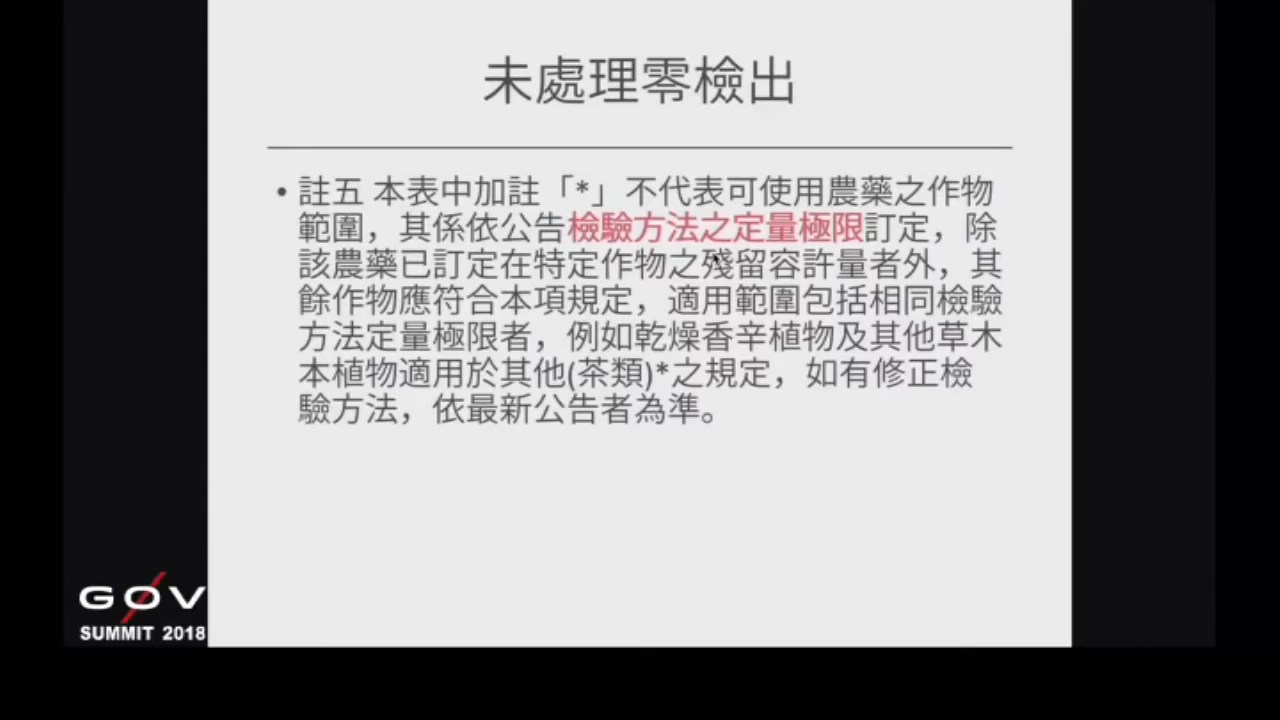 未處理零檢出
• 註五 本表中加註「*」不代表可使用農藥之作物
範圍，其係依公告檢驗方法之定量極限訂定，除
該農藥已訂定在特定作物之殘留容許量者外，其
餘作物應符合本項規定，適用範圍包括相同檢驗
方法定量極限者，例如乾燥香辛植物及其他草木
本植物適用於其他(茶類)*之規定，如有修正檢
驗方法，依最新公告者為準。
GØV
SUMMIT 2018